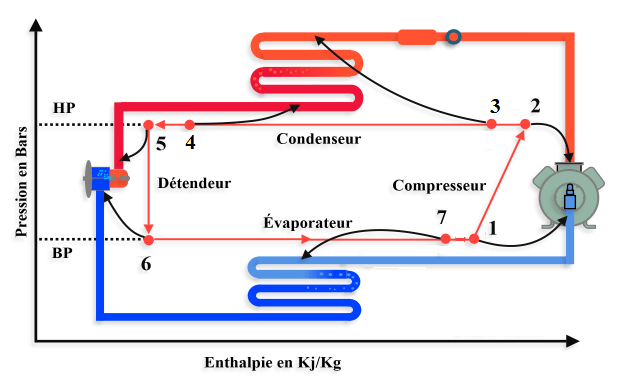 Pression en Bars
HP
3
2
5
4
Condenseur
Détendeur
Compresseur
Évaporateur
7
1
BP
6
Enthalpie en Kj/Kg